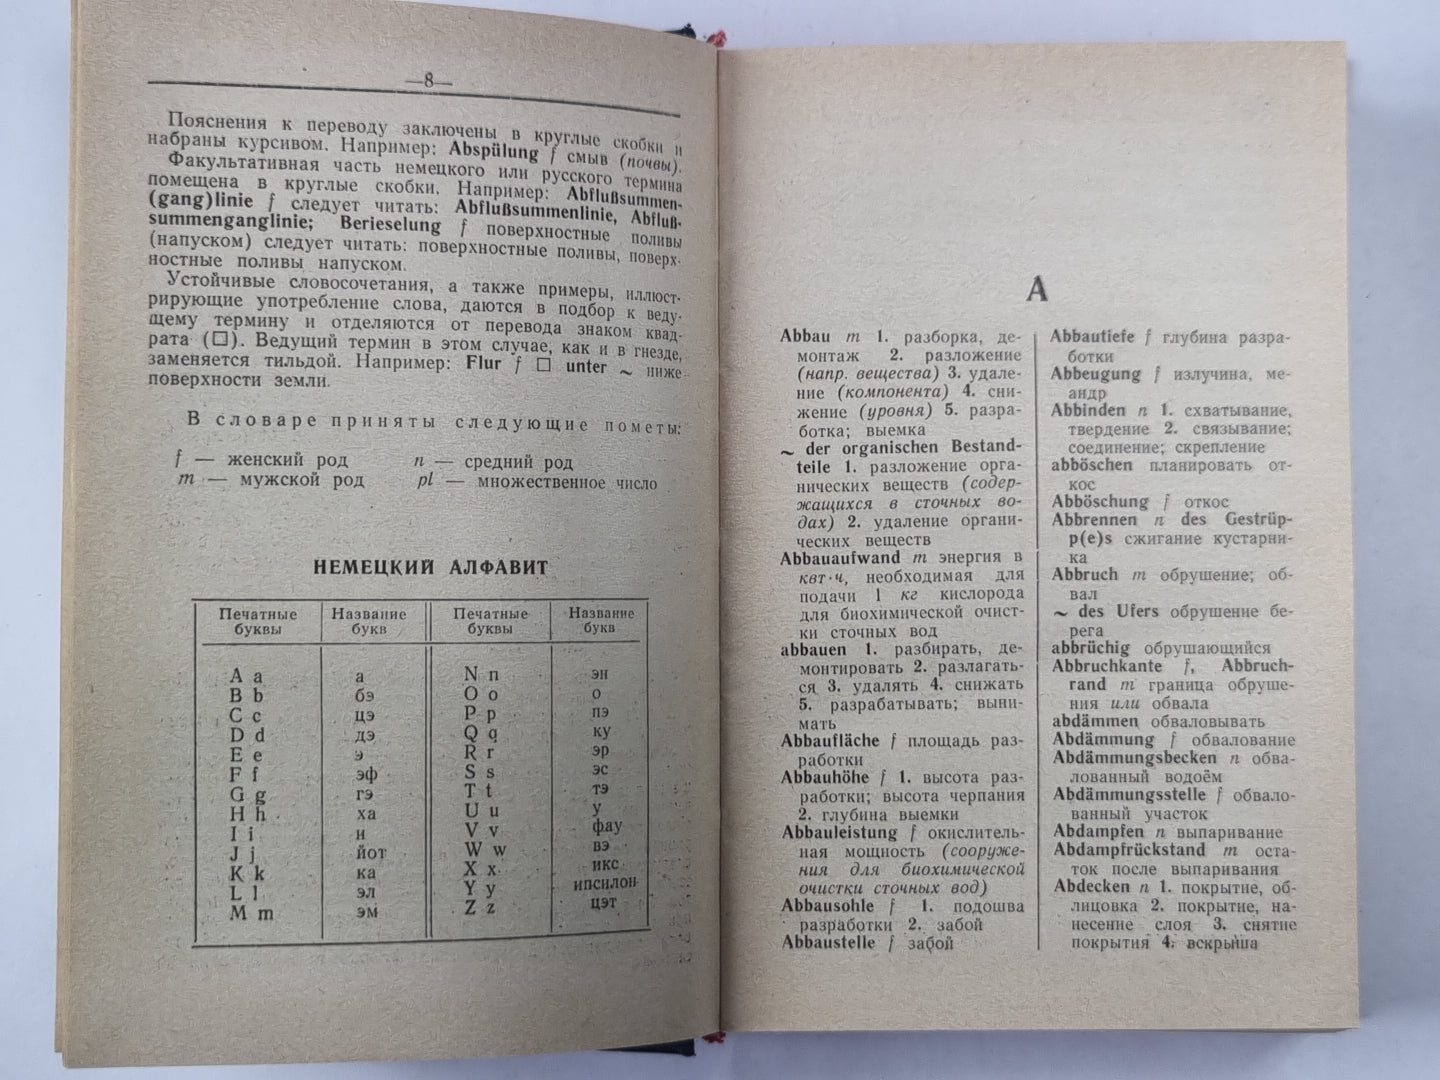 —8—
Пояснения к переводу заключены в круглые скобки и
набраны курсивом. Например: Abspülung f смыв (почвы).
Факультативная часть немецкого или русского термина
помещена в круглые скобки. Например: Abflußsummen-
(gang)linie f следует читать: Abflußsummenlinie, Abfluß-
summenganglinie; Berieselung f поверхностные поливы
(напуском) следует читать: поверхностные поливы, поверх-
ностные поливы напуском.
Устойчивые словосочетания, а также примеры, иллюст-
рирующие употребление слова, даются в подбор к веду-
щему термину и отделяются от перевода знаком квад-
рата (□). Ведущий термин в этом случае, как и в гнезде,
заменяется тильдой. Например: Flur f □ unter ~ ниже
поверхности земли.
В словаре приняты следующие пометы:
f — женский род n — средний род
m — мужской род pl — множественное число
НЕМЕЦКИЙ АЛФАВИТ
Печатные Название Печатные Название
буквы букв буквы букв
A a а N n эн
B b бэ O o о
C c цэ P p пэ
D d дэ Q q ку
E e э R r эр
F f эф S s эс
G g гэ T t тэ
H h ха U u у
I i и V v фау
J j йот W w вэ
K k ка X x икс
L l эл Y y ипсилон
M m эм Z z цэт
A
Abbau m 1. разборка, де-
монтаж 2. разложение
(напр. вещества) 3. удале-
ние (компонента) 4. сни-
жение (уровня) 5. разра-
ботка; выемка
~ der organischen Bestand-
teile 1. разложение орга-
нических веществ (содер-
жащихся в сточных во-
дах) 2. удаление органи-
ческих веществ
Abbauaufwand m энергия в
квт·ч, необходимая для
подачи 1 кг кислорода
для биохимической очист-
ки сточных вод
abbauen 1. разбирать, де-
монтировать 2. разлагать-
ся 3. удалять 4. снижать
5. разрабатывать; выни-
мать
Abbaufläche f площадь раз-
работки
Abbauhöhe f 1. высота раз-
работки; высота черпания
2. глубина выемки
Abbauleistung f окислитель-
ная мощность (сооруже-
ния для биохимической
очистки сточных вод)
Abbausohle f 1. подошва
разработки 2. забой
Abbaustelle f забой
Abbautiefe f глубина разра-
ботки
Abbeugung f излучина, ме-
андр
Abbinden n 1. схватывание,
твердение 2. связывание;
соединение; скрепление
abböschen планировать от-
кос
Abböschung f откос
Abbrennen n des Gestrüp-
p(e)s сжигание кустарни-
ка
Abbruch m обрушение; об-
вал
~ des Ufers обрушение бе-
рега
abbrüchig обрушающийся
Abbruchkante f, Abbruch-
rand m граница обруше-
ния или обвала
abdämmen обваловывать
Abdämmung f обвалование
Abdämmungsbecken n обва-
лованный водоём
Abdämmungsstelle f обвало-
ванный участок
Abdampfen n выпаривание
Abdampfrückstand m оста-
ток после выпаривания
Abdecken n 1. покрытие, об-
лицовка 2. покрытие, на-
несение слоя 3. снятие
покрытия 4. вскрыша